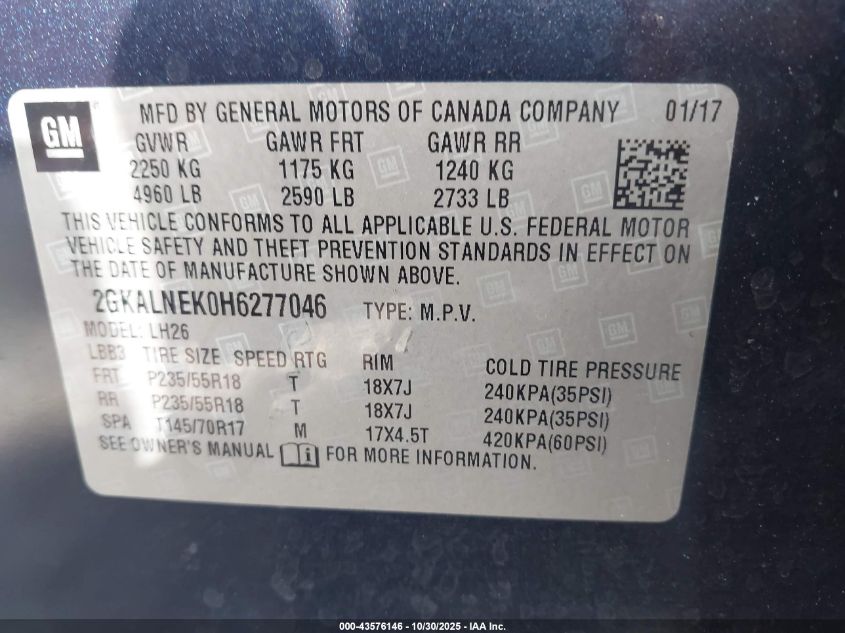 GM
MFD BY GENERAL MOTORS OF CANADA COMPANY 01/17
GVWR GAWR FRT GAWR RR
2250 KG 1175 KG 1240 KG
4960 LB 2590 LB 2733 LB
THIS VEHICLE CONFORMS TO ALL APPLICABLE U.S. FEDERAL MOTOR
VEHICLE SAFETY AND THEFT PREVENTION STANDARDS IN EFFECT ON
THE DATE OF MANUFACTURE SHOWN ABOVE.
2GKALNEK0H6277046 TYPE: M.P.V.
MODEL: LH26
LBB3 TIRE SIZE SPEED RTG RIM COLD TIRE PRESSURE
FRT P235/55R18 T 18X7J 240KPA(35PSI)
RR P235/55R18 T 18X7J 240KPA(35PSI)
SPA T145/70R17 M 17X4.5T 420KPA(60PSI)
SEE OWNER'S MANUAL FOR MORE INFORMATION.
000-43576146 - 10/30/2025 - IAA Inc.